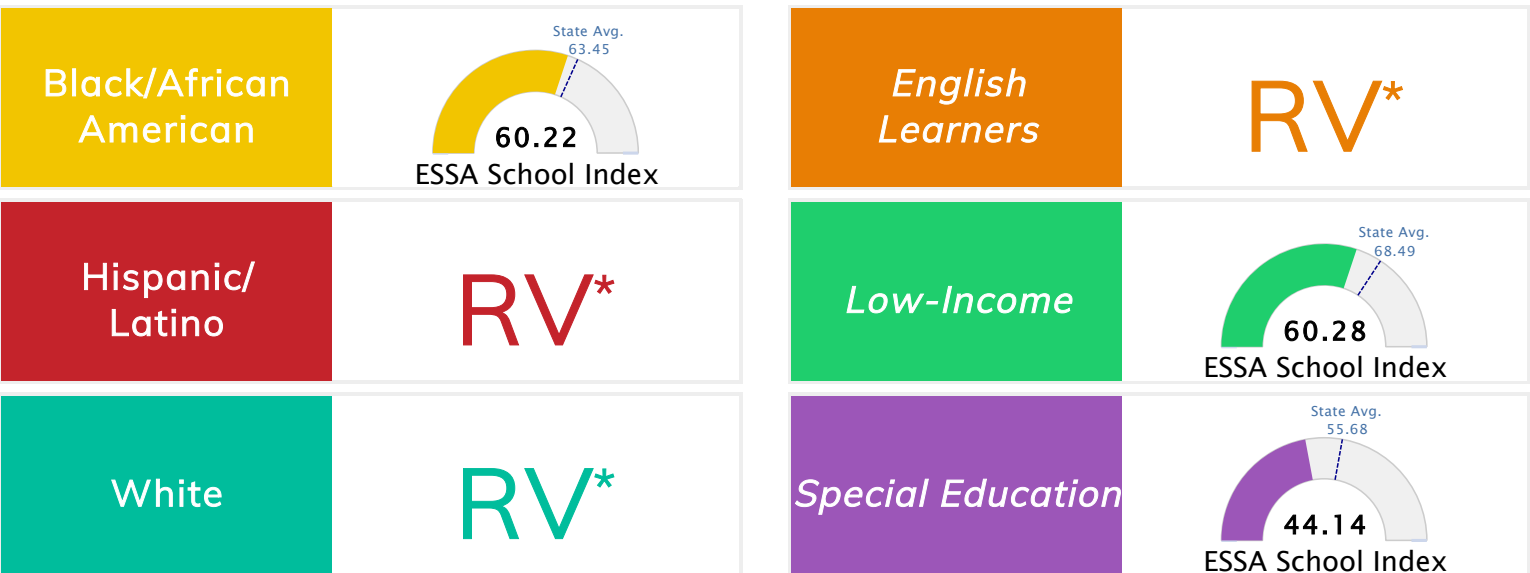 Black/African
American
State Avg.
63.45
60.22
ESSA School Index
English
Learners
RV*
Hispanic/
Latino
RV*
Low-Income
State Avg.
68.49
60.28
ESSA School Index
White
RV*
Special Education
State Avg.
55.68
44.14
ESSA School Index